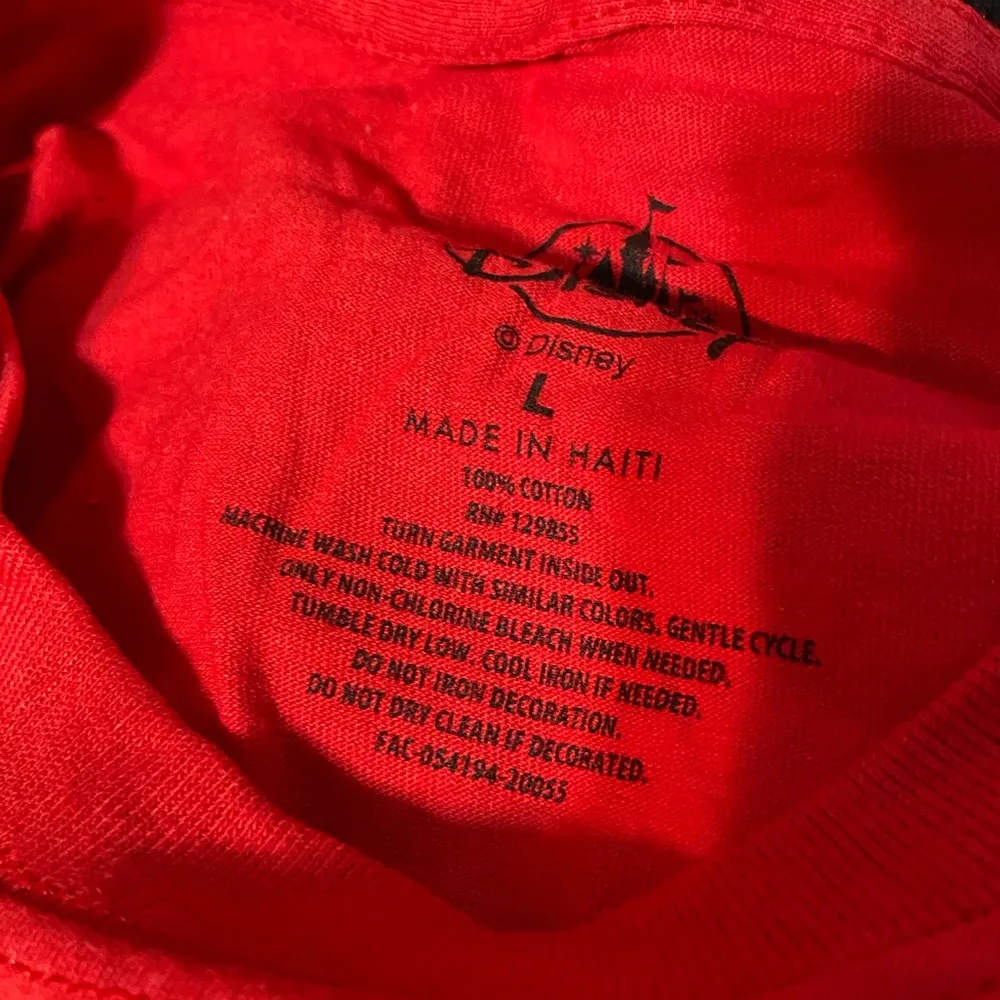 © Disney
L
MADE IN HAITI
100% COTTON
RN# 129855
TURN GARMENT INSIDE OUT.
MACHINE WASH COLD WITH SIMILAR COLORS. GENTLE CYCLE.
ONLY NON-CHLORINE BLEACH WHEN NEEDED.
TUMBLE DRY LOW. COOL IRON IF NEEDED.
DO NOT IRON DECORATION.
DO NOT DRY CLEAN IF DECORATED.
FAC-054194-20055